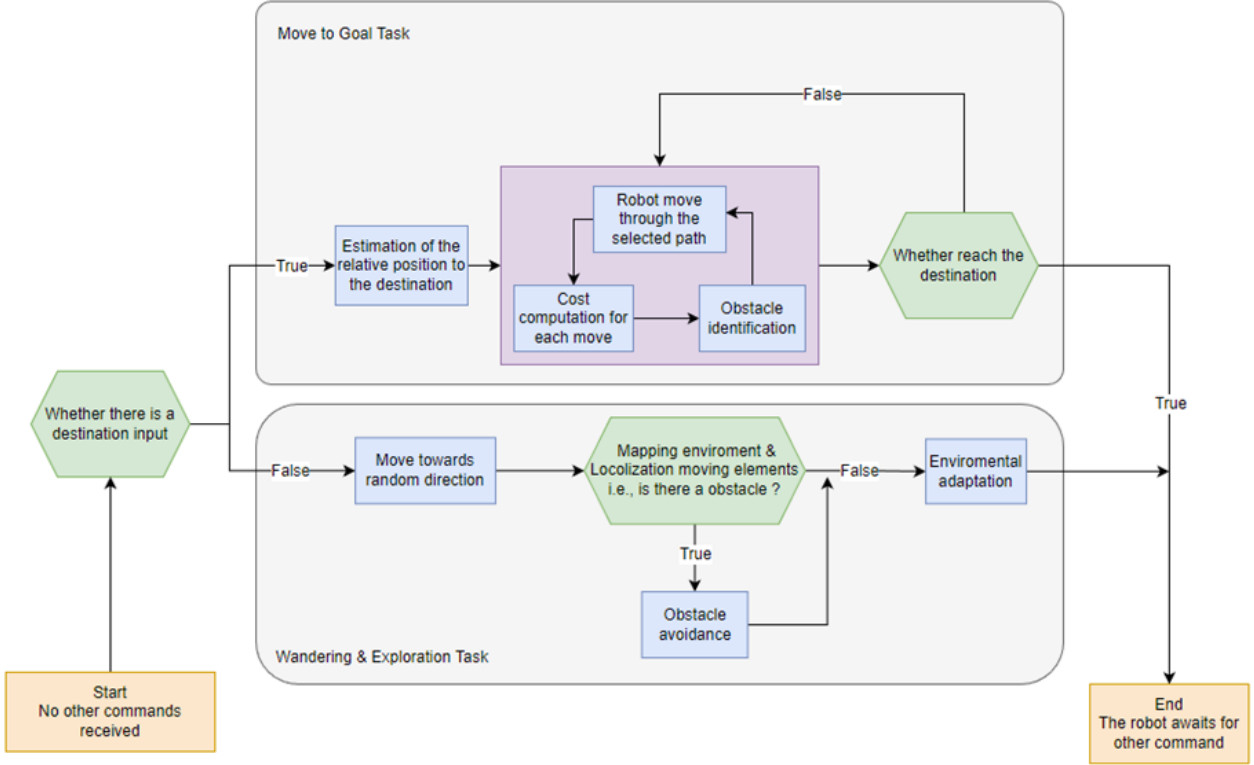 Move to Goal Task
False
Robot move
through the
selected path
Estimation of the
relative position to
the destination
True
Whether reach the
destination
Cost
computation for
each move
Obstacle
identification
Whether there is a
destination input
True
False
Move towards
random direction
Mapping enviroment &
Locolization moving elements
i.e., is there a obstacle ?
False
Enviromental
adaptation
True
Obstacle
avoidance
Wandering & Exploration Task
Start
No other commands
received
End
The robot awaits for
other command